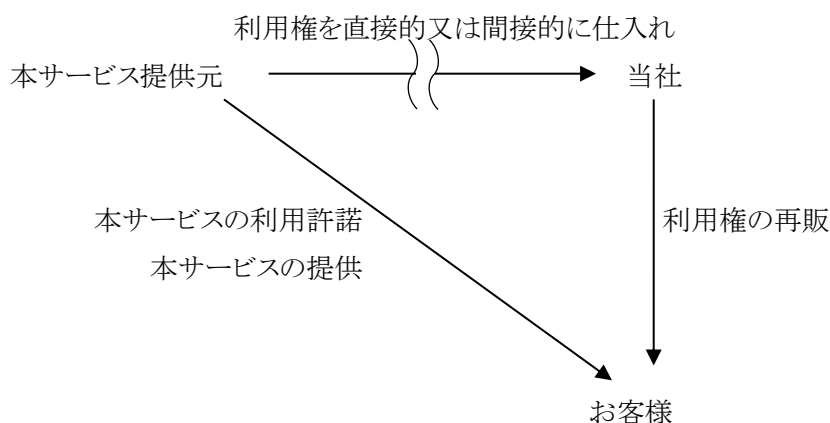 利用権を直接的又は間接的に仕入れ
本サービス提供元
当社
本サービスの利用許諾
利用権の再販
本サービスの提供
お客様